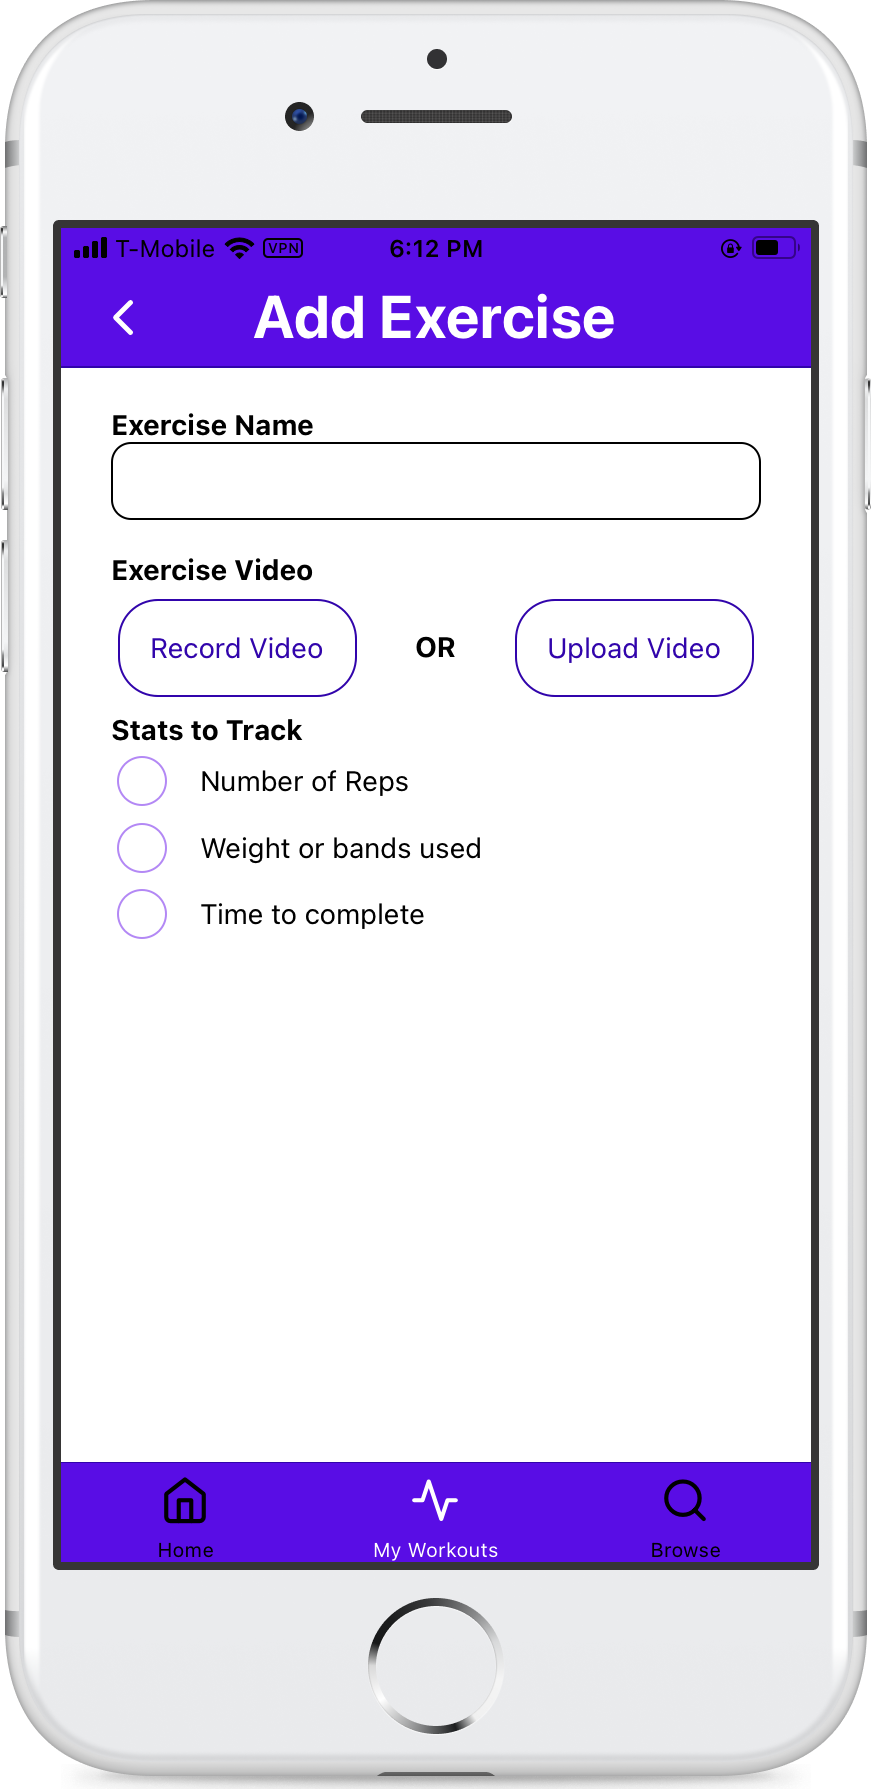 T-Mobile VPN 6:12 PM
Add Exercise
Exercise Name
Exercise Video
Record Video OR Upload Video
Stats to Track
Number of Reps
Weight or bands used
Time to complete
Home My Workouts Browse